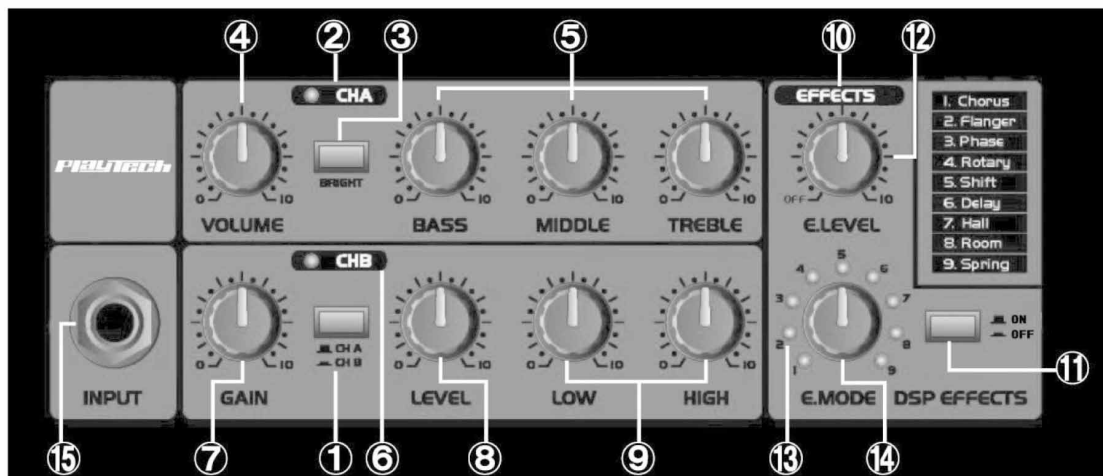 ④ ② ③ ⑤ ⑩ ⑫
CHA
EFFECTS
PLAYTECH
BRIGHT
0 10
0 10
0 10
0 10
OFF 10
VOLUME BASS MIDDLE TREBLE E.LEVEL
1. Chorus
2. Flanger
3. Phase
4. Rotary
5. Shift
6. Delay
7. Hall
8. Room
9. Spring
CHB
CH A
CH B
0 10
0 10
0 10
0 10
1 2 3 4 5 6 7 8 9
ON
OFF
INPUT GAIN LEVEL LOW HIGH E.MODE DSP EFFECTS
⑪
⑮ ⑦ ① ⑥ ⑧ ⑨ ⑬ ⑭